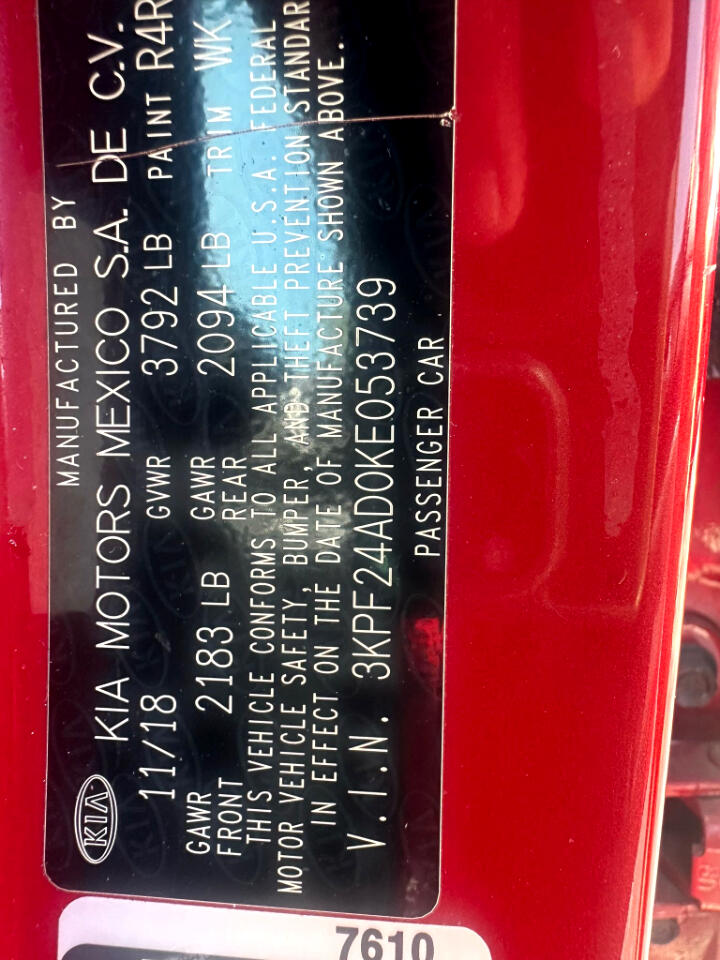 MANUFACTURED BY
KIA KIA MOTORS MEXICO S.A. DE C.V.
11/18 GVWR 3792 LB PAINT R4R
GAWR FRONT 2183 LB GAWR REAR 2094 LB TRIM WK
THIS VEHICLE CONFORMS TO ALL APPLICABLE U.S.A. FEDERAL
MOTOR VEHICLE SAFETY, BUMPER, AND THEFT PREVENTION STANDAR
IN EFFECT ON THE DATE OF MANUFACTURE SHOWN ABOVE.
V.I.N. 3KPF24AD0KE053739
PASSENGER CAR
7610